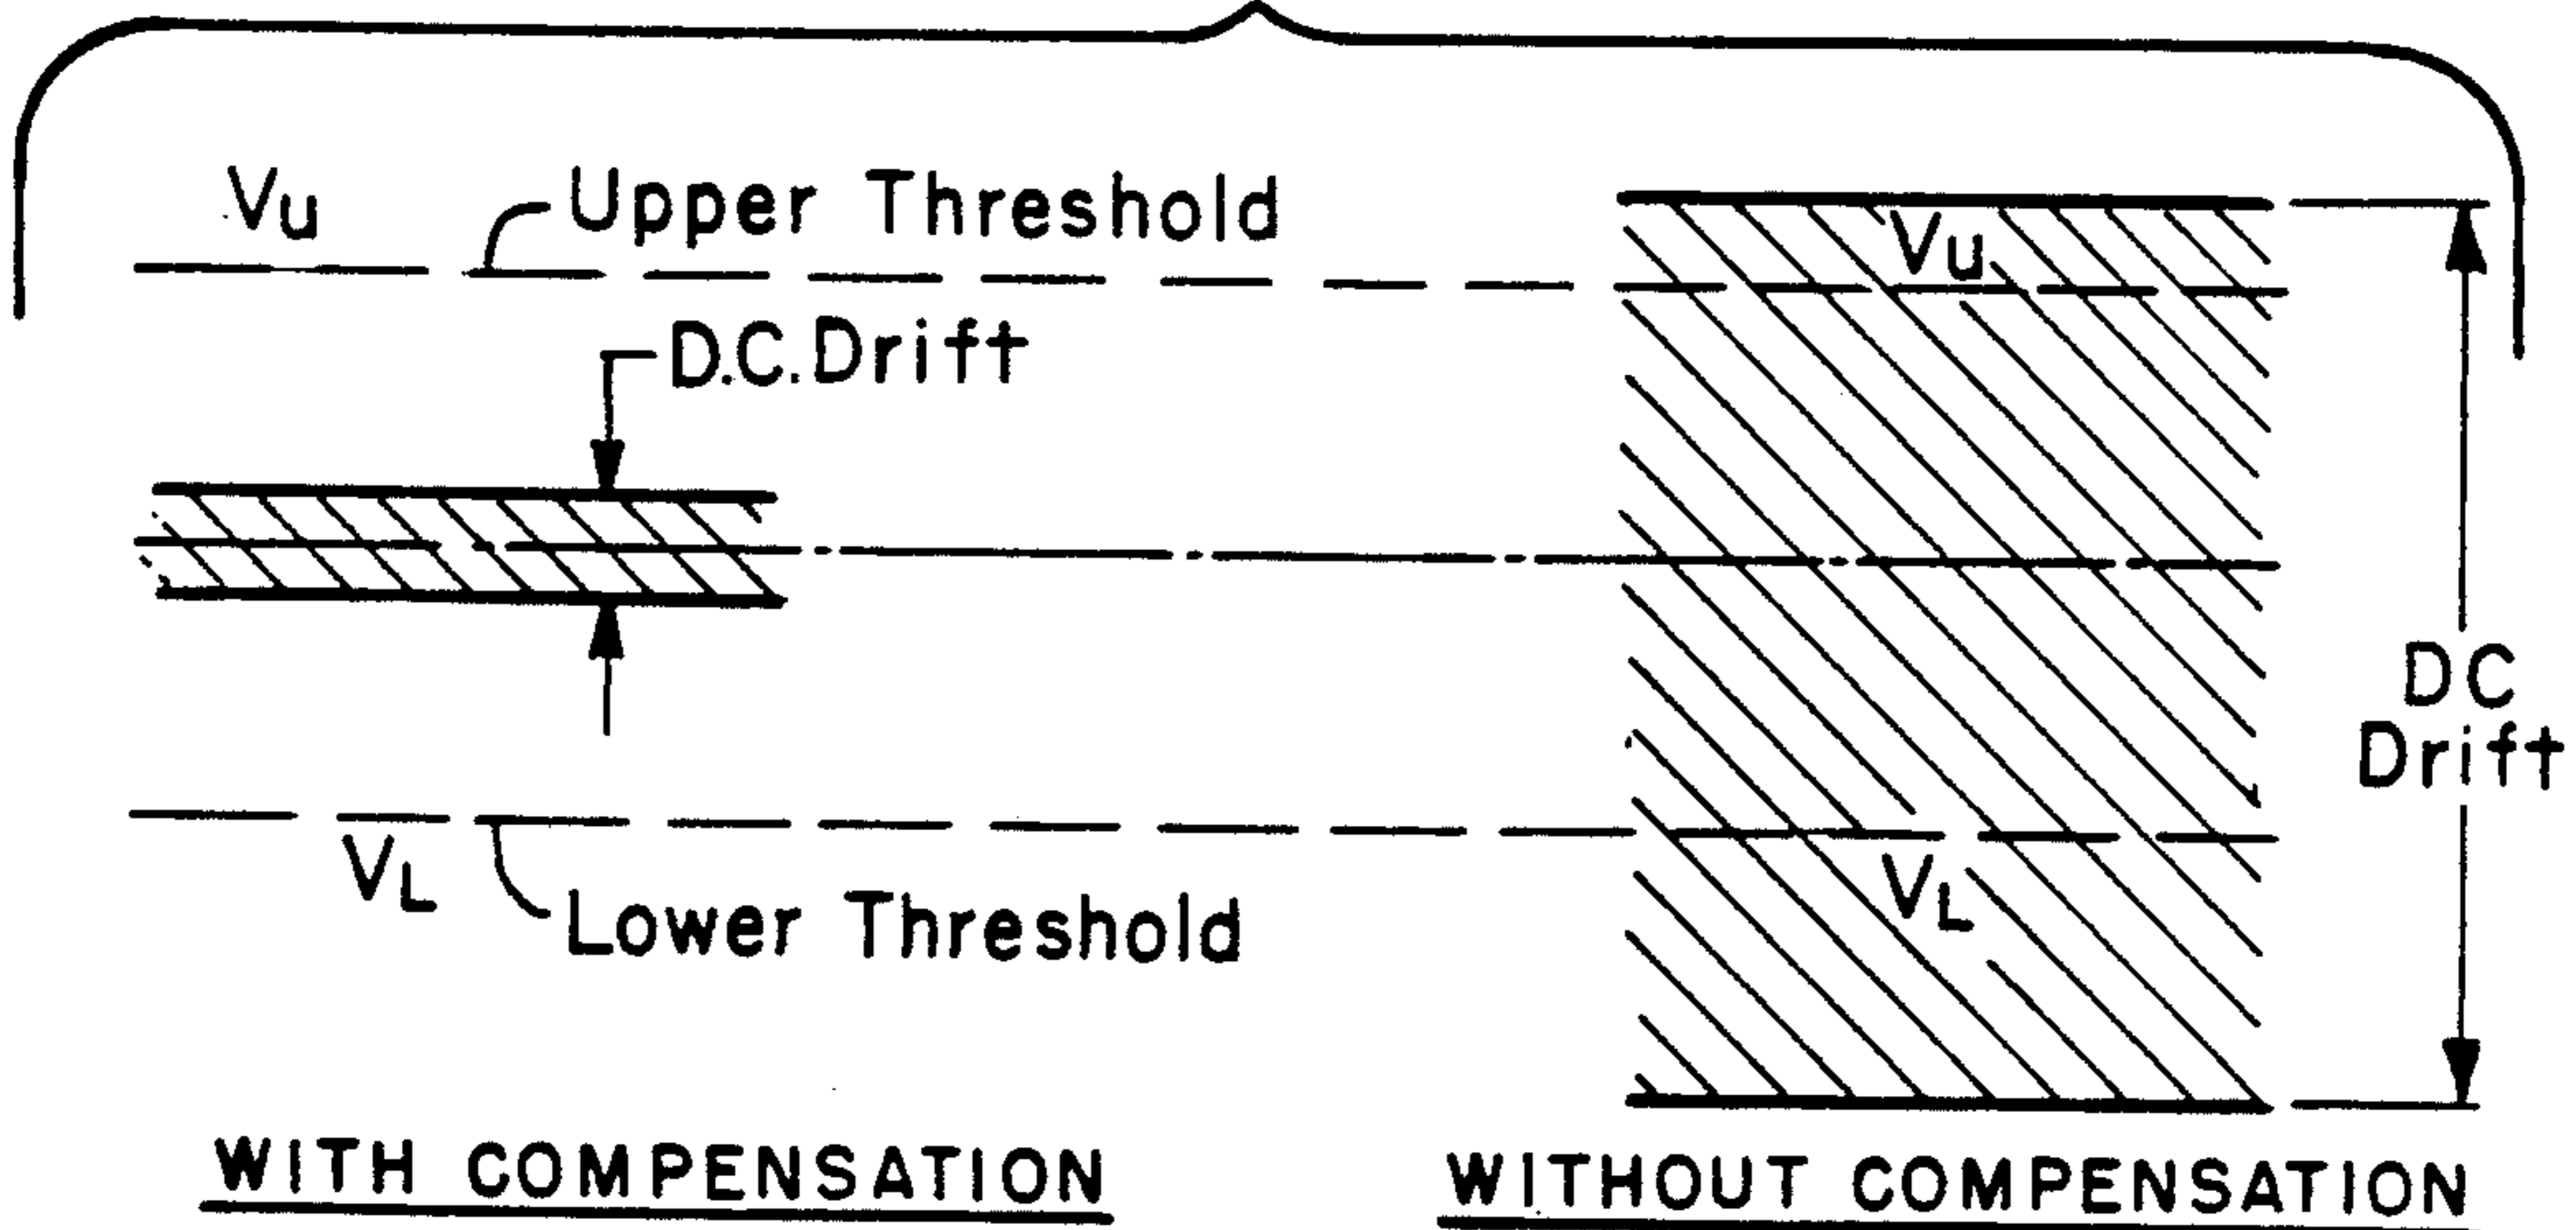 Vu
Upper Threshold
Vu
D.C. Drift
DC
Drift
VL
Lower Threshold
VL
WITH COMPENSATION
WITHOUT COMPENSATION